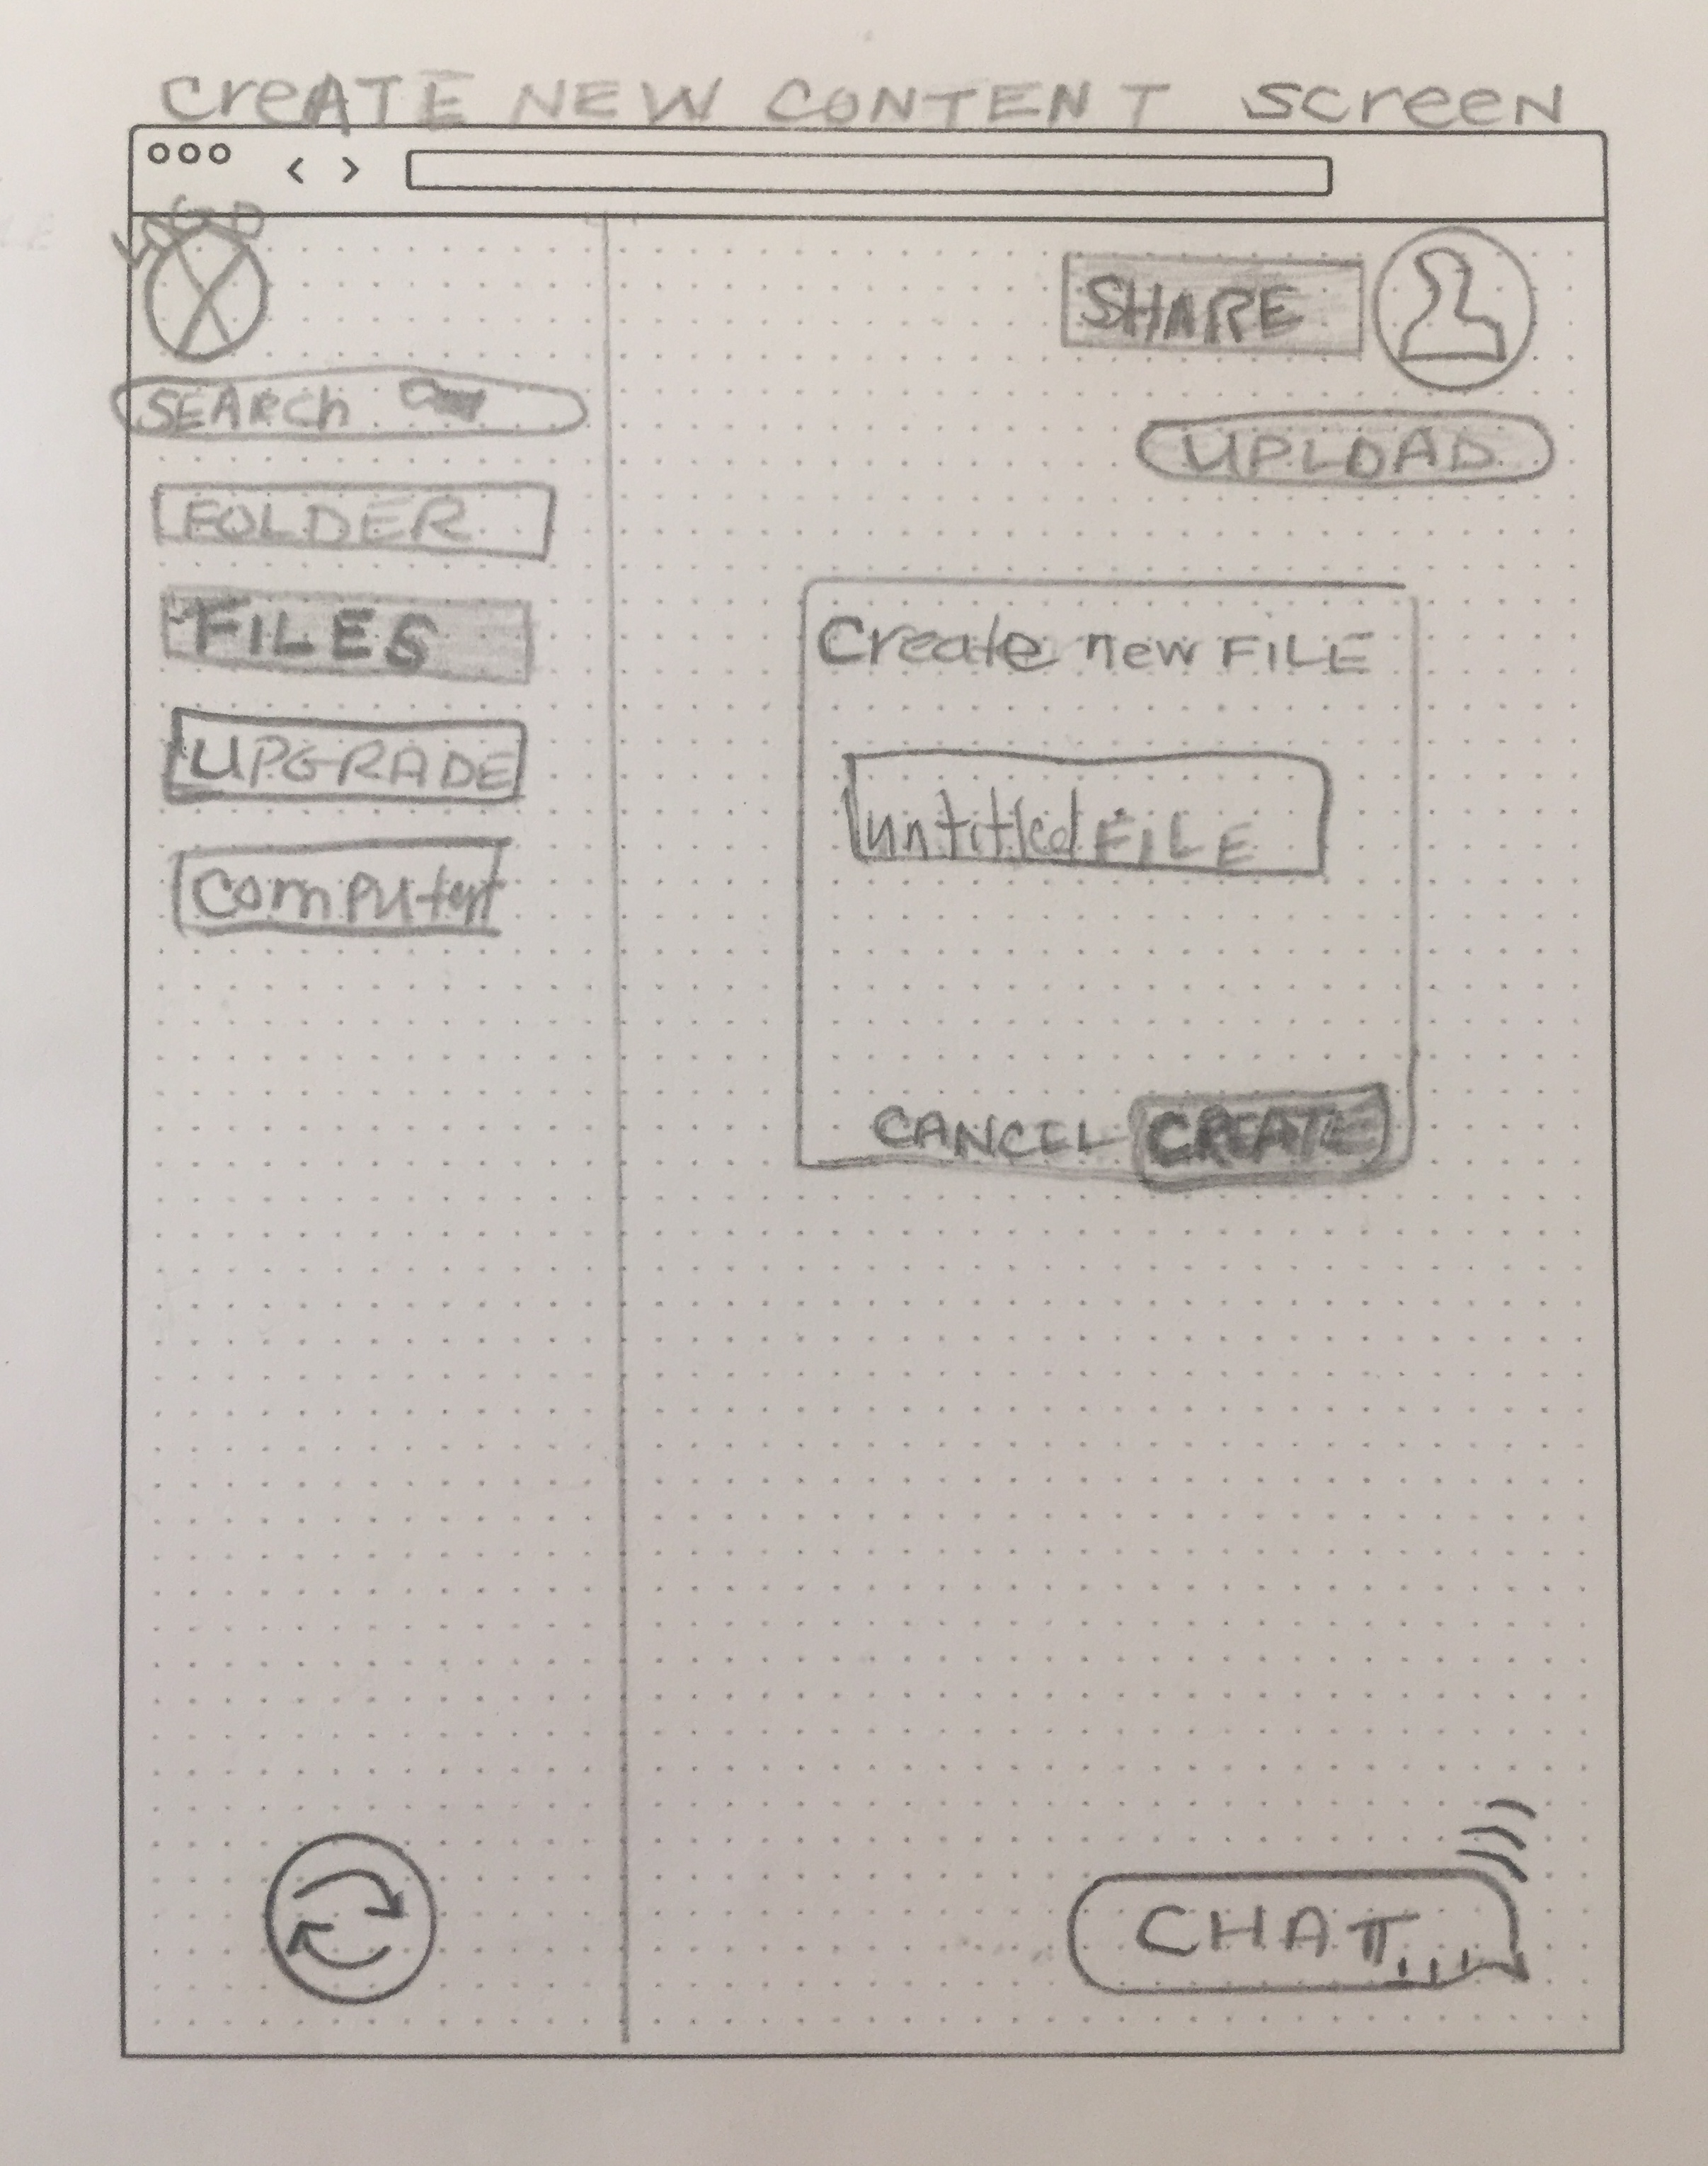 CreATE NEW CONTENT ScreeN
LOGO
SEARCh
FOLDER
FILES
UPGRADE
Computer
SHARE
UPLOAD
Create new FILE
untitled FILE
CANCEL CREATE
CHAT...